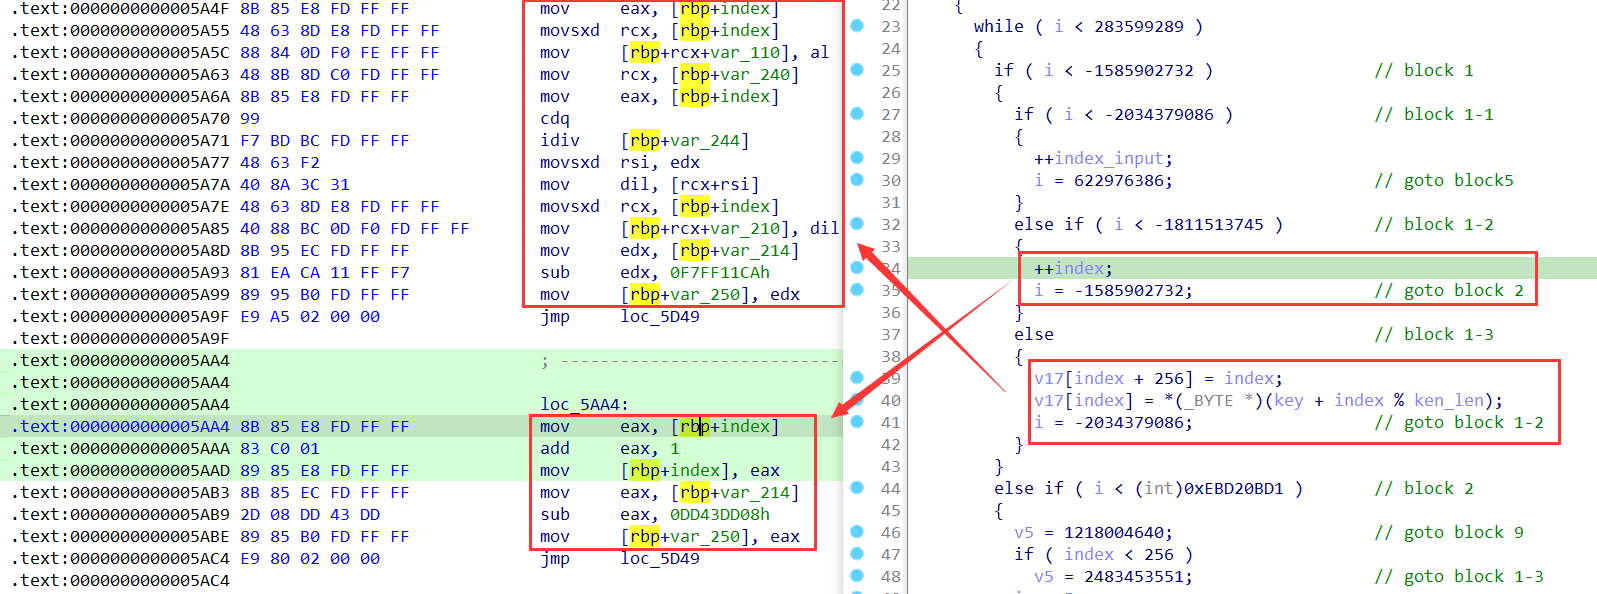 .text:0000000000005A4F 8B 85 E8 FD FF FF mov eax, [rbp+index]
.text:0000000000005A55 48 63 8D E8 FD FF FF movsxd rcx, [rbp+index]
.text:0000000000005A5C 88 84 0D F0 FE FF FF mov [rbp+rcx+var_110], al
.text:0000000000005A63 48 8B 8D C0 FD FF FF mov rcx, [rbp+var_240]
.text:0000000000005A6A 8B 85 E8 FD FF FF mov eax, [rbp+index]
.text:0000000000005A70 99 cdq
.text:0000000000005A71 F7 BD BC FD FF FF idiv [rbp+var_244]
.text:0000000000005A77 48 63 F2 movsxd rsi, edx
.text:0000000000005A7A 40 8A 3C 31 mov dil, [rcx+rsi]
.text:0000000000005A7E 48 63 8D E8 FD FF FF movsxd rcx, [rbp+index]
.text:0000000000005A85 40 88 BC 0D F0 FD FF FF mov [rbp+rcx+var_210], dil
.text:0000000000005A8D 8B 95 EC FD FF FF mov edx, [rbp+var_214]
.text:0000000000005A93 81 EA CA 11 FF F7 sub edx, 0F7FF11CAh
.text:0000000000005A99 89 95 B0 FD FF FF mov [rbp+var_250], edx
.text:0000000000005A9F E9 A5 02 00 00 jmp loc_5D49
.text:0000000000005A9F
.text:0000000000005AA4 ; ---------------------------
.text:0000000000005AA4
.text:0000000000005AA4 loc_5AA4:
.text:0000000000005AA4 8B 85 E8 FD FF FF mov eax, [rbp+index]
.text:0000000000005AAA 83 C0 01 add eax, 1
.text:0000000000005AAD 89 85 E8 FD FF FF mov [rbp+index], eax
.text:0000000000005AB3 8B 85 EC FD FF FF mov eax, [rbp+var_214]
.text:0000000000005AB9 2D 08 DD 43 DD sub eax, 0DD43DD08h
.text:0000000000005ABE 89 85 B0 FD FF FF mov [rbp+var_250], eax
.text:0000000000005AC4 E9 80 02 00 00 jmp loc_5D49
.text:0000000000005AC4
22 {
23 while ( i < 283599289 )
24 {
25 if ( i < -1585902732 ) // block 1
26 {
27 if ( i < -2034379086 ) // block 1-1
28 {
29 ++index_input;
30 i = 622976386; // goto block5
31 }
32 else if ( i < -1811513745 ) // block 1-2
33 {
34 ++index;
35 i = -1585902732; // goto block 2
36 }
37 else // block 1-3
38 {
39 v17[index + 256] = index;
40 v17[index] = *(_BYTE *)(key + index % ken_len);
41 i = -2034379086; // goto block 1-2
42 }
43 }
44 else if ( i < (int)0xEBD20BD1 ) // block 2
45 {
46 v5 = 1218004640; // goto block 9
47 if ( index < 256 )
48 v5 = 2483453551; // goto block 1-3